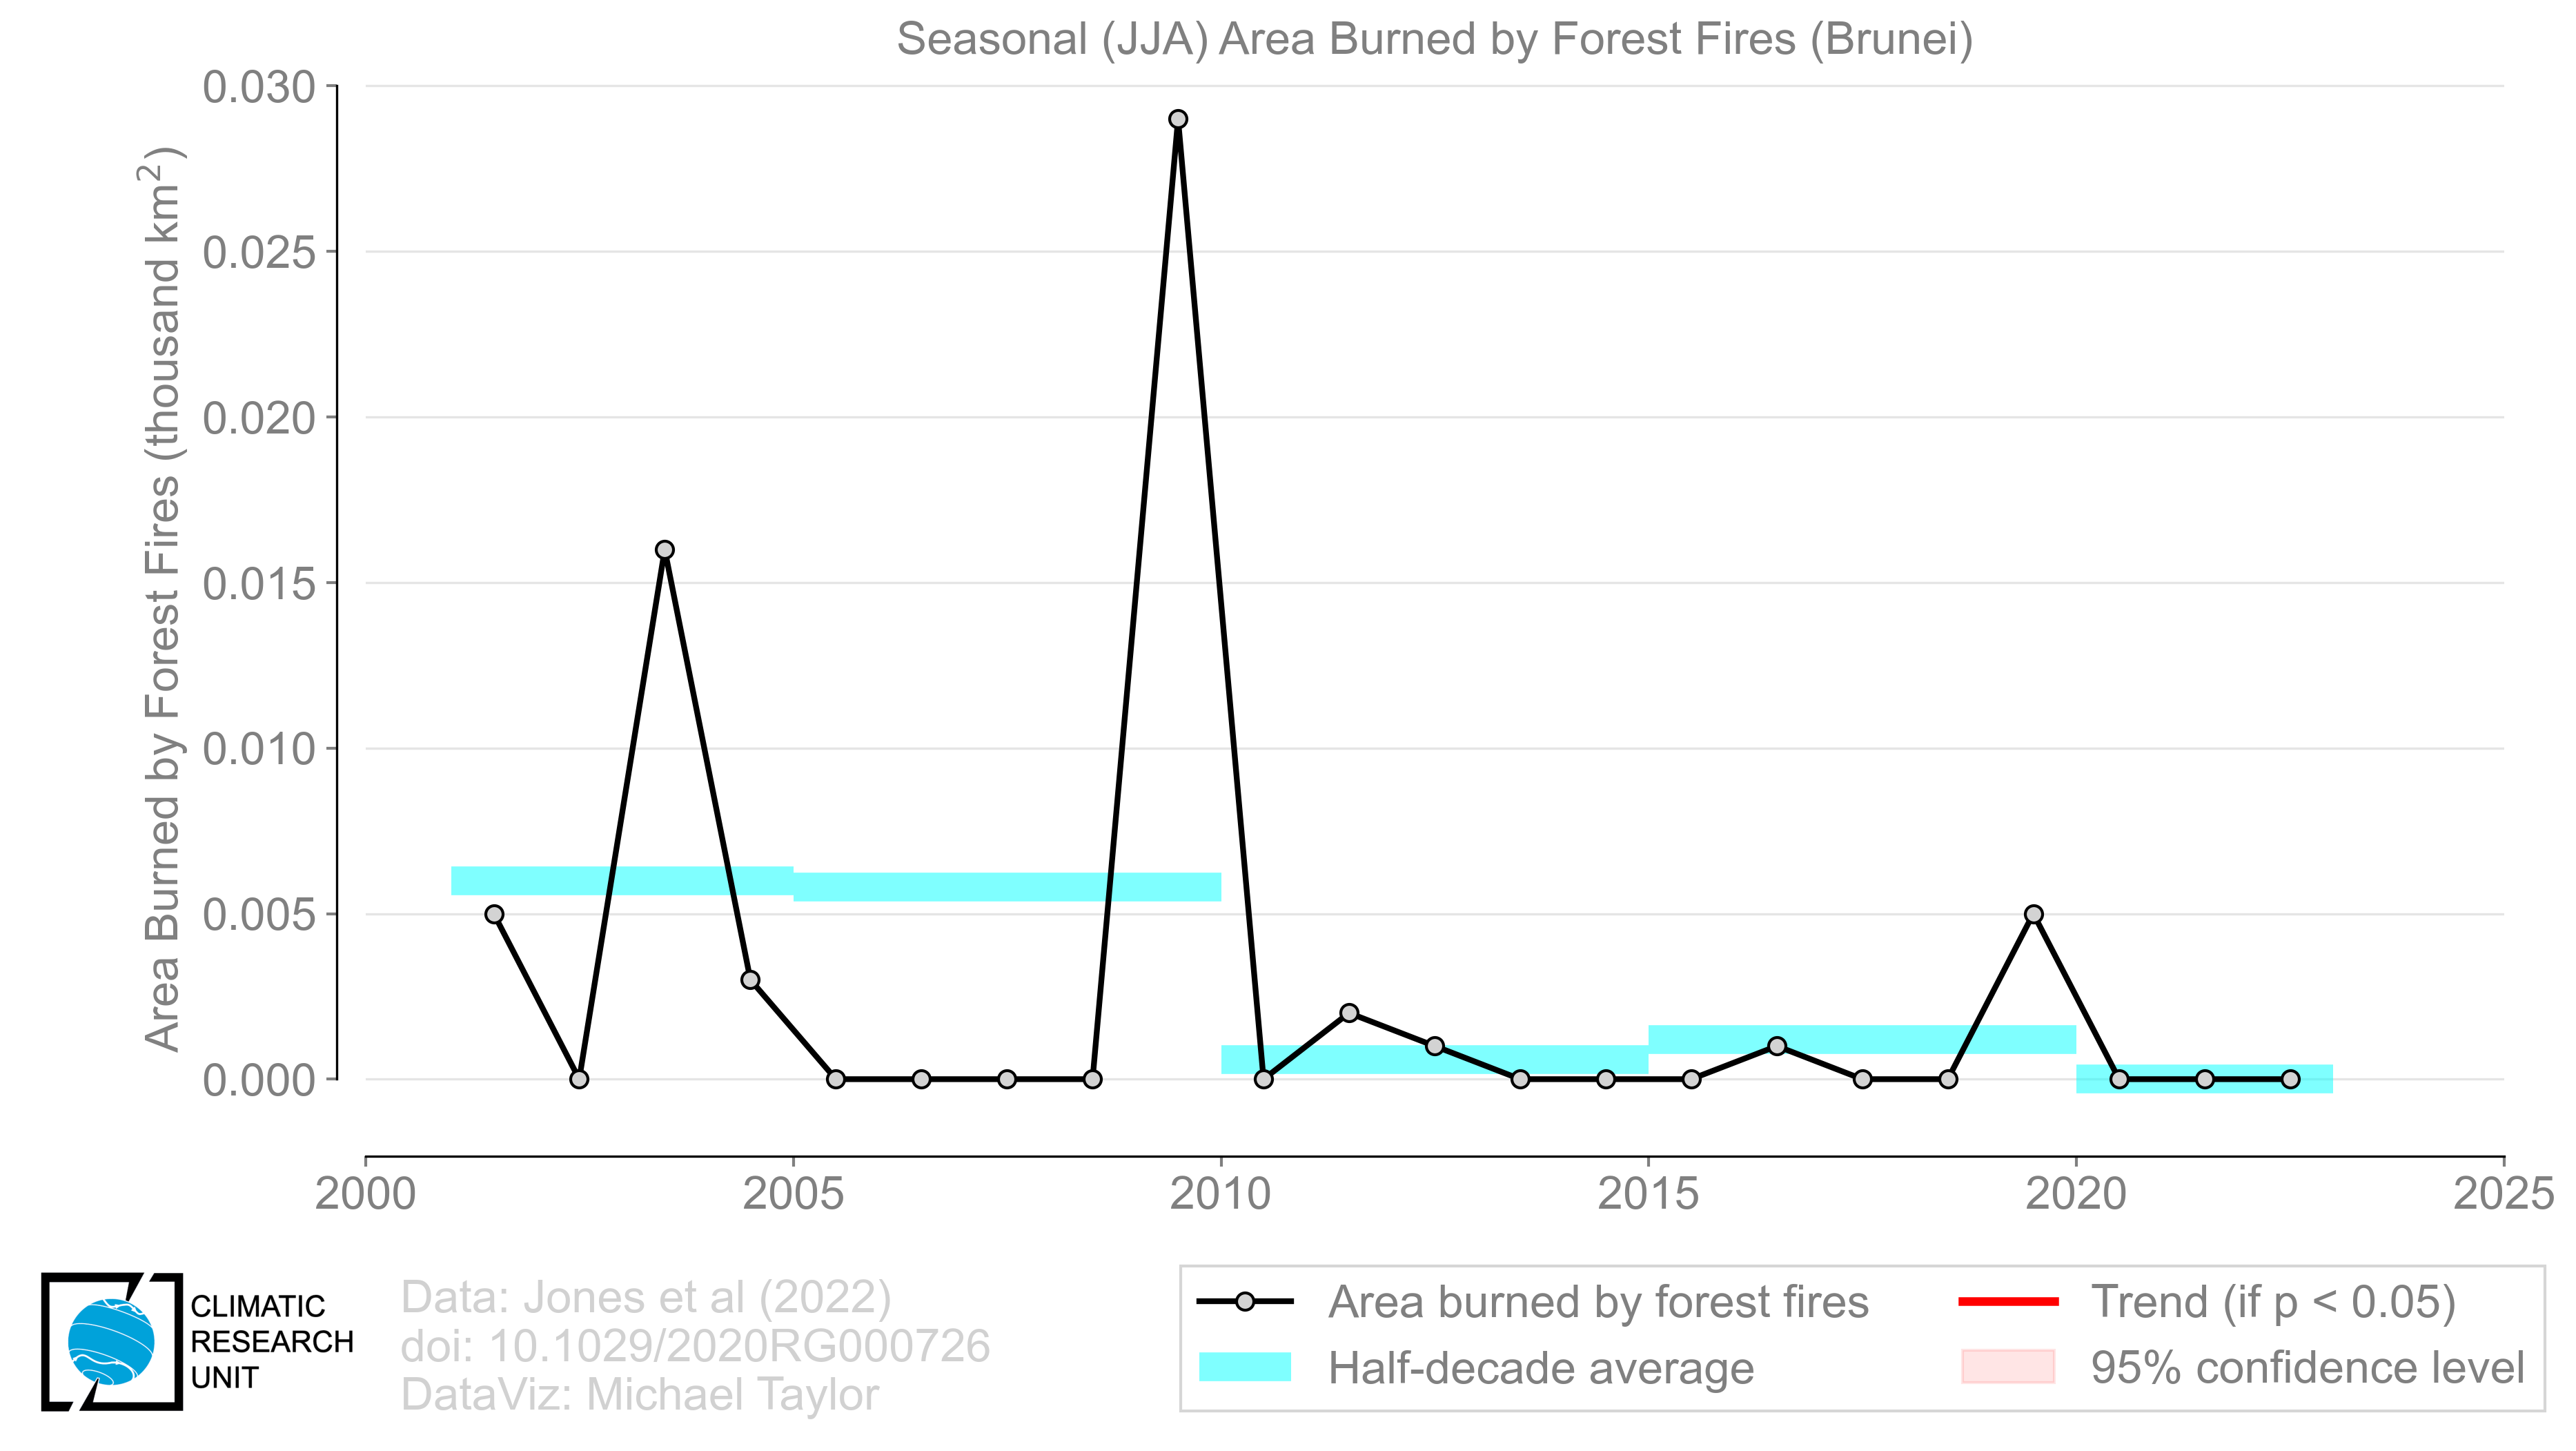 Seasonal (JJA) Area Burned by Forest Fires (Brunei)
Area Burned by Forest Fires (thousand km²)
0.030
0.025
0.020
0.015
0.010
0.005
0.000
2000 2005 2010 2015 2020 2025
CLIMATIC
RESEARCH
UNIT
Data: Jones et al (2022)
doi: 10.1029/2020RG000726
DataViz: Michael Taylor
Area burned by forest fires
Half-decade average
Trend (if p < 0.05)
95% confidence level